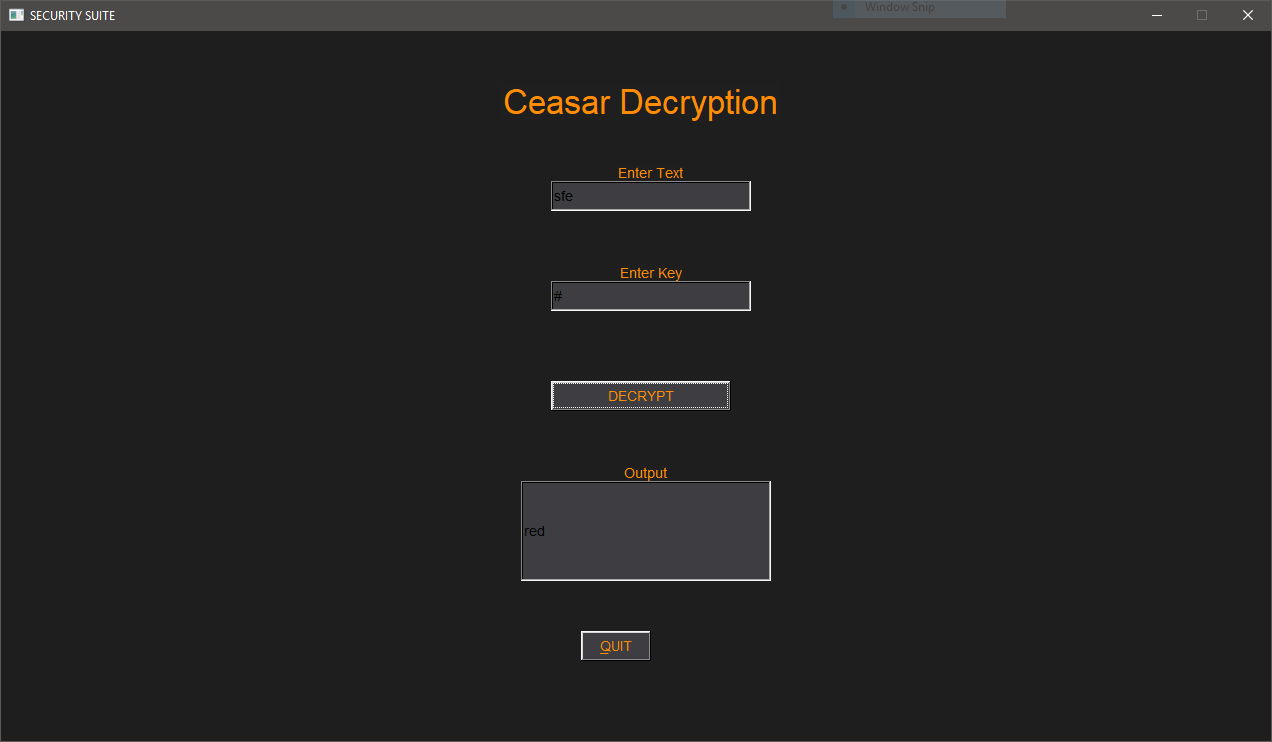 SECURITY SUITE
Window Snip
Ceasar Decryption
Enter Text
sfe
Enter Key
#
DECRYPT
Output
red
QUIT